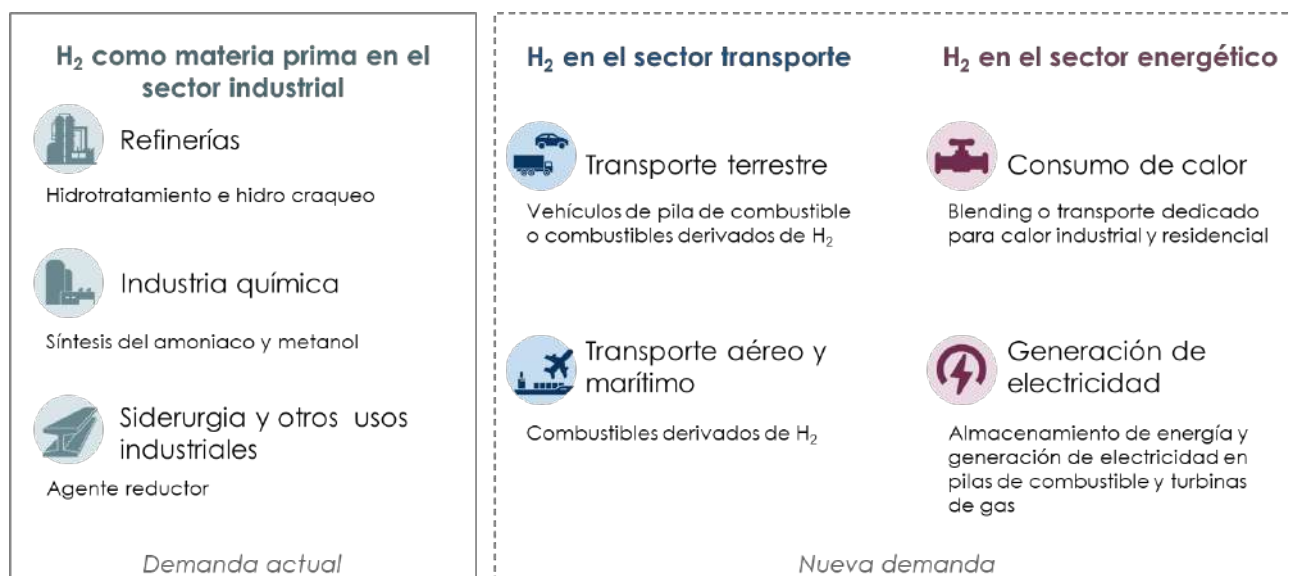 H₂ como materia prima en el
sector industrial
Refinerías
Hidrotratamiento e hidro craqueo
Industria química
Síntesis del amoniaco y metanol
Siderurgia y otros usos
industriales
Agente reductor
Demanda actual
H₂ en el sector transporte
Transporte terrestre
Vehículos de pila de combustible
o combustibles derivados de H₂
Transporte aéreo y
marítimo
Combustibles derivados de H₂
H₂ en el sector energético
Consumo de calor
Blending o transporte dedicado
para calor industrial y residencial
Generación de
electricidad
Almacenamiento de energía y
generación de electricidad en
pilas de combustible y turbinas
de gas
Nueva demanda